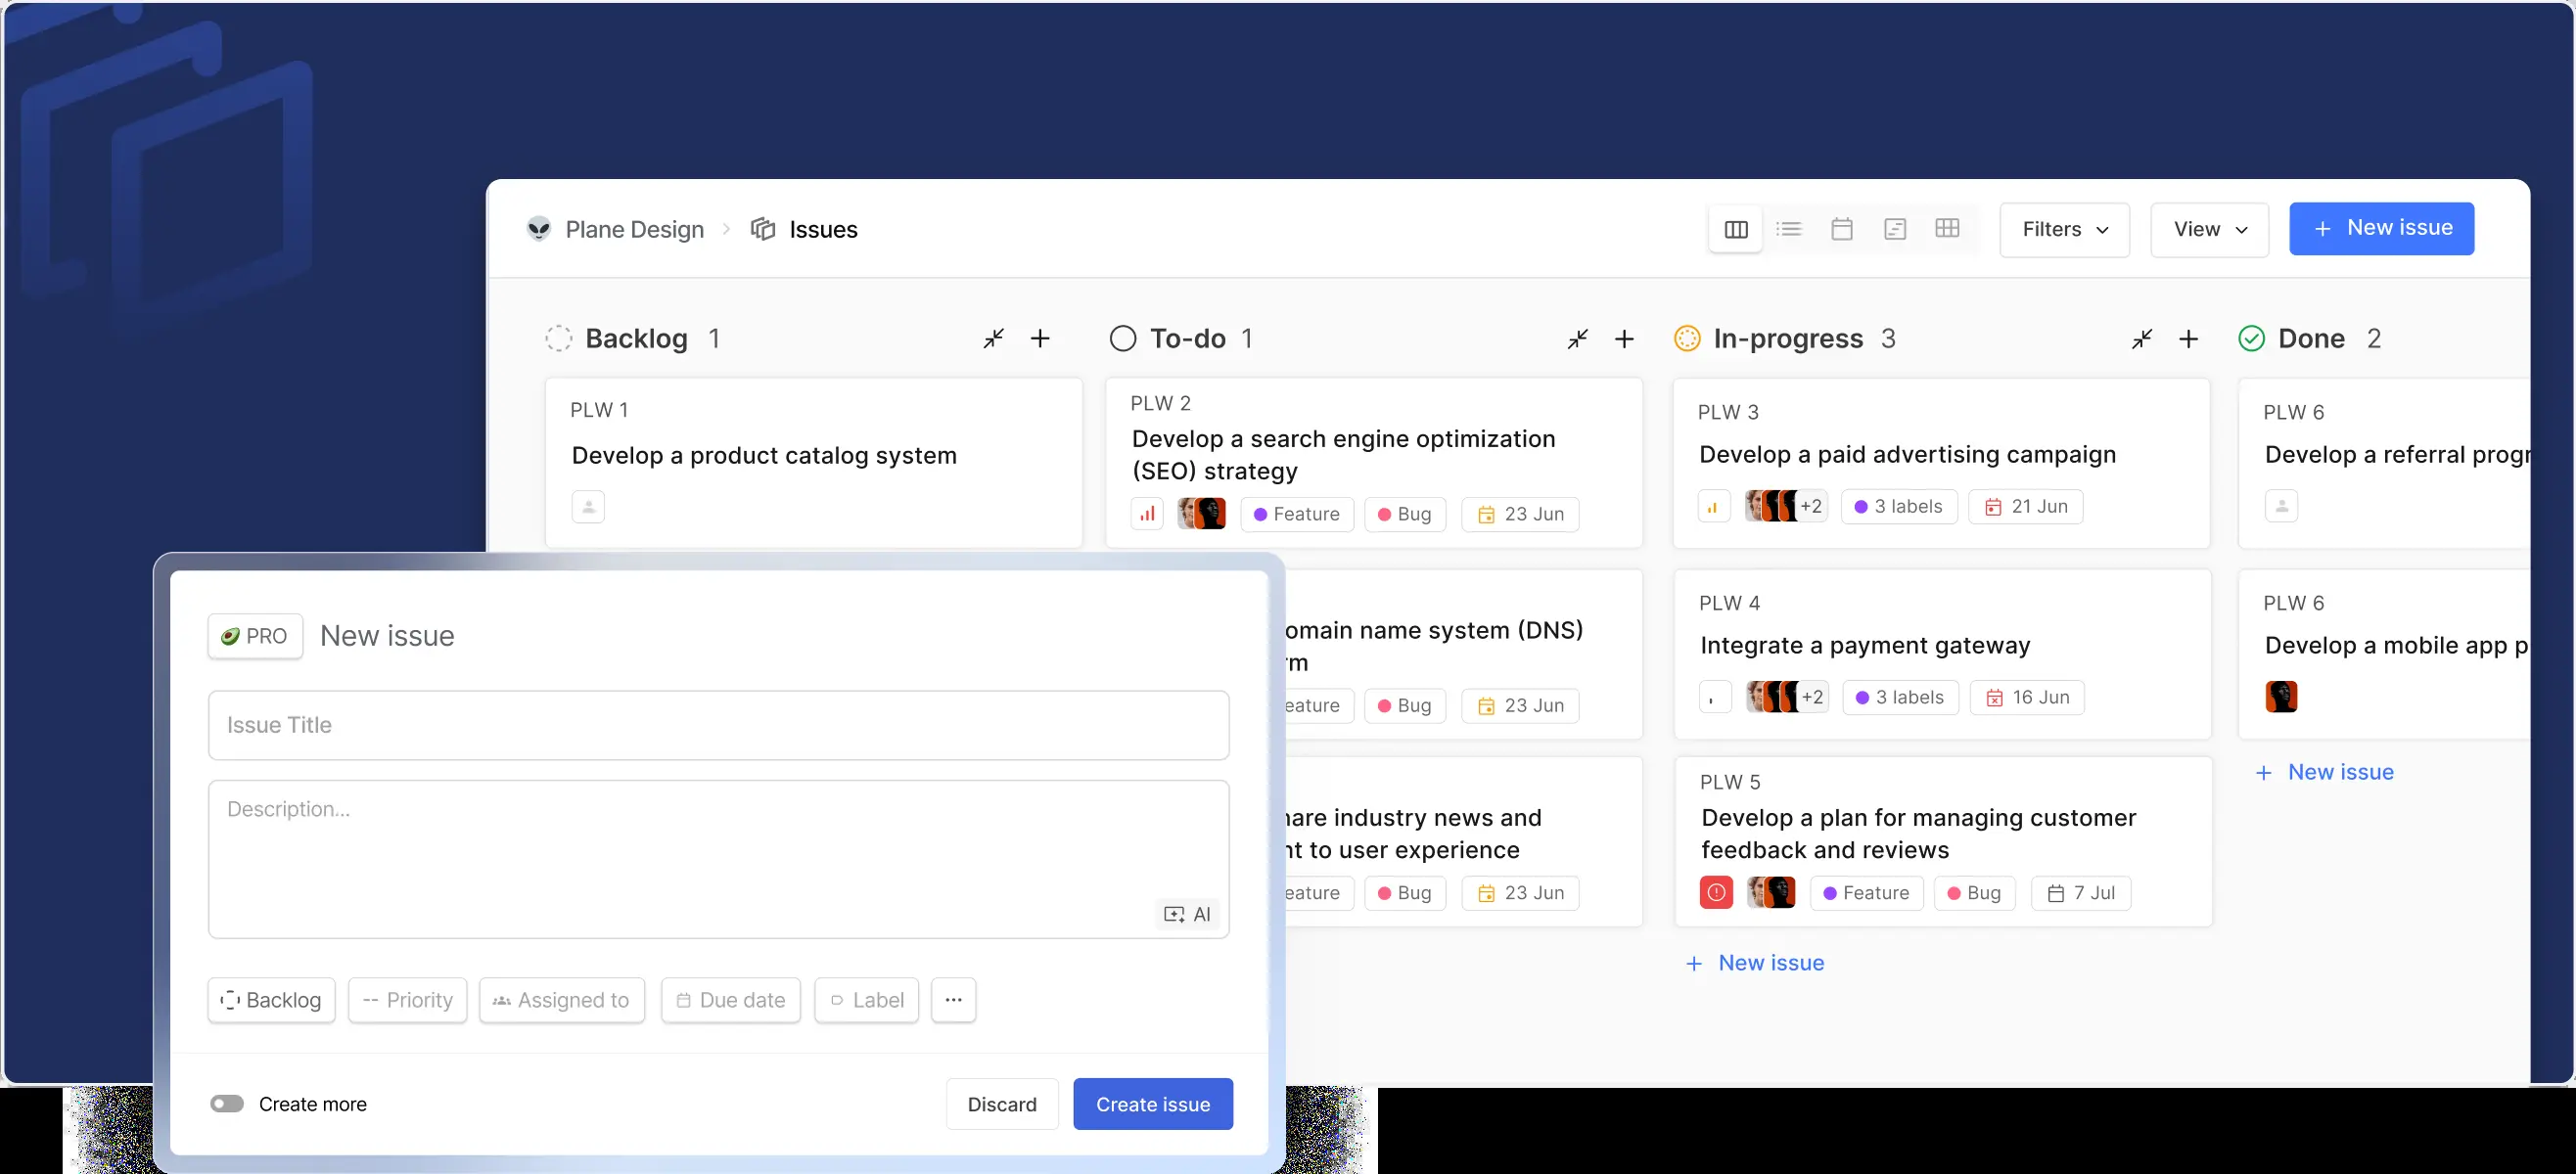 Plane Design
Issues
Filters
View
+ New issue
Backlog 1
To-do 1
In-progress 3
Done 2
PLW 1
Develop a product catalog system
PLW 2
Develop a search engine optimization
(SEO) strategy
Feature
Bug
23 Jun
omain name system (DNS)
rm
eature
Bug
23 Jun
hare industry news and
nt to user experience
eature
Bug
23 Jun
PLW 3
Develop a paid advertising campaign
+2
3 labels
21 Jun
PLW 4
Integrate a payment gateway
+2
3 labels
16 Jun
PLW 5
Develop a plan for managing customer
feedback and reviews
Feature
Bug
7 Jul
+ New issue
PLW 6
Develop a referral progr
PLW 6
Develop a mobile app p
+ New issue
PRO
New issue
Issue Title
Description...
AI
Backlog
-- Priority
Assigned to
Due date
Label
...
Create more
Discard
Create issue